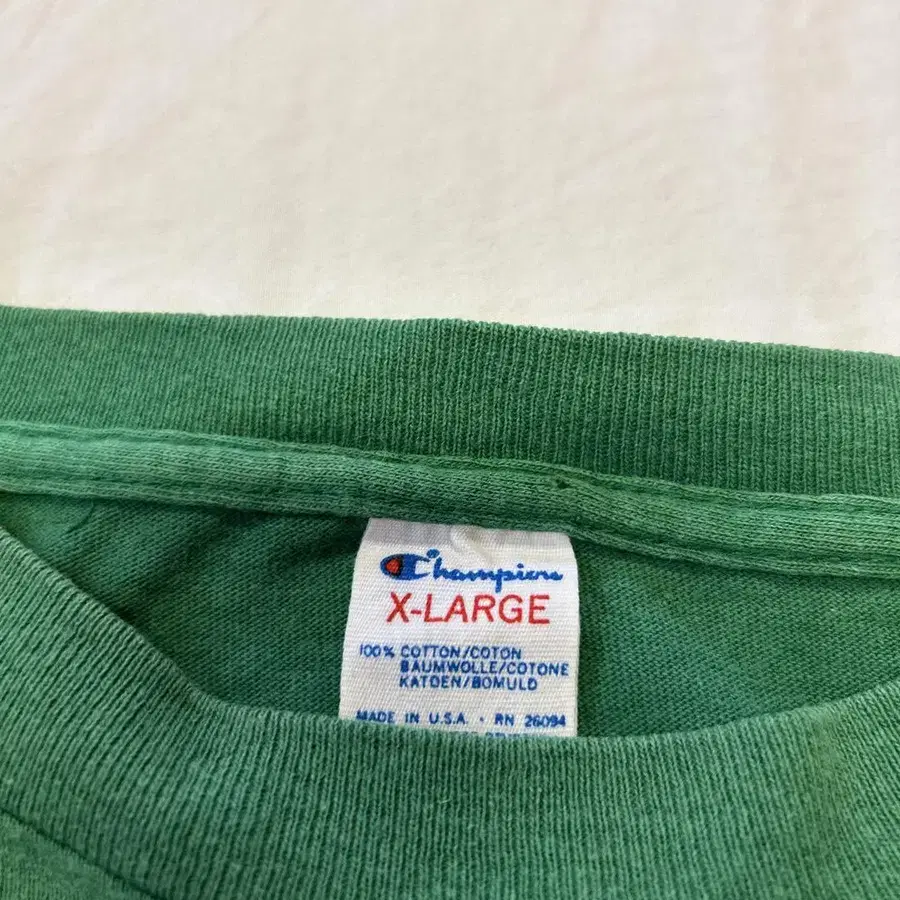 Champion
X-LARGE
100% COTTON/COTON
BAUMWOLLE/COTONE
KATOEN/BOMULD
MADE IN U.S.A. · RN 26094